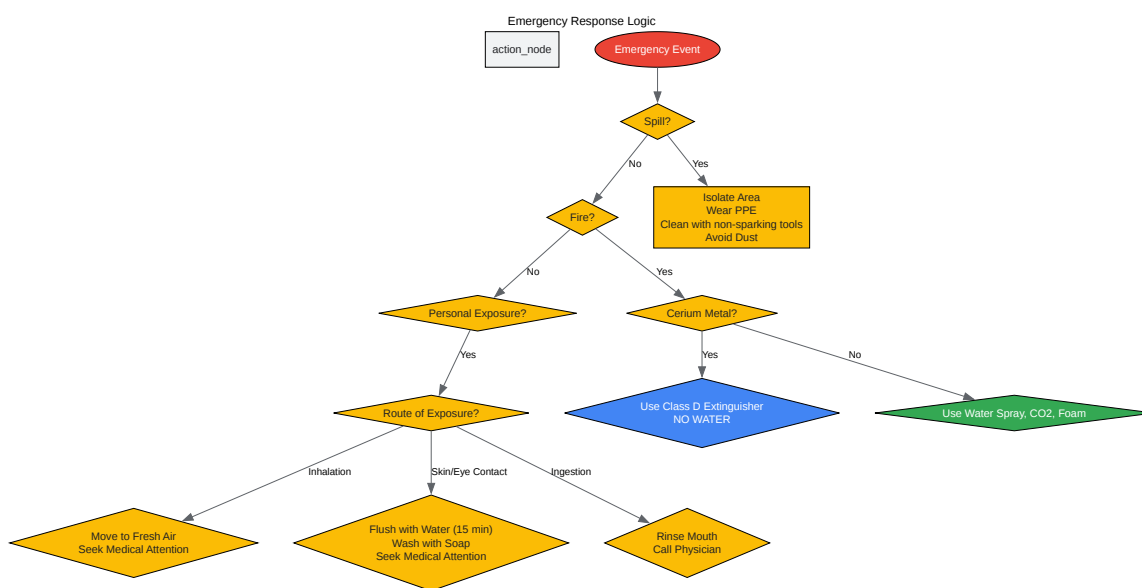 Emergency Response Logic
action_node
Emergency Event
Spill?
No
Yes
Isolate Area
Wear PPE
Clean with non-sparking tools
Avoid Dust
Fire?
No
Yes
Personal Exposure?
Cerium Metal?
Yes
Yes
No
Route of Exposure?
Use Class D Extinguisher
NO WATER
Use Water Spray, CO2, Foam
Inhalation
Skin/Eye Contact
Ingestion
Move to Fresh Air
Seek Medical Attention
Flush with Water (15 min)
Wash with Soap
Seek Medical Attention
Rinse Mouth
Call Physician